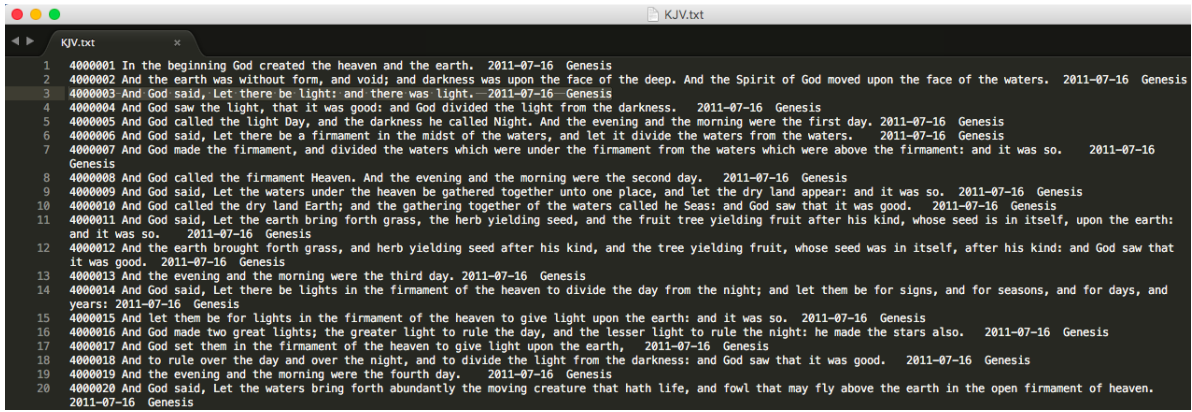 KJV.txt
KJV.txt ×
1 4000001 In the beginning God created the heaven and the earth. 2011-07-16 Genesis
2 4000002 And the earth was without form, and void; and darkness was upon the face of the deep. And the Spirit of God moved upon the face of the waters. 2011-07-16 Genesis
3 4000003 And God said, Let there be light: and there was light. 2011-07-16 Genesis
4 4000004 And God saw the light, that it was good: and God divided the light from the darkness. 2011-07-16 Genesis
5 4000005 And God called the light Day, and the darkness he called Night. And the evening and the morning were the first day. 2011-07-16 Genesis
6 4000006 And God said, Let there be a firmament in the midst of the waters, and let it divide the waters from the waters. 2011-07-16 Genesis
7 4000007 And God made the firmament, and divided the waters which were under the firmament from the waters which were above the firmament: and it was so. 2011-07-16
Genesis
8 4000008 And God called the firmament Heaven. And the evening and the morning were the second day. 2011-07-16 Genesis
9 4000009 And God said, Let the waters under the heaven be gathered together unto one place, and let the dry land appear: and it was so. 2011-07-16 Genesis
10 4000010 And God called the dry land Earth; and the gathering together of the waters called he Seas: and God saw that it was good. 2011-07-16 Genesis
11 4000011 And God said, Let the earth bring forth grass, the herb yielding seed, and the fruit tree yielding fruit after his kind, whose seed is in itself, upon the earth:
and it was so. 2011-07-16 Genesis
12 4000012 And the earth brought forth grass, and herb yielding seed after his kind, and the tree yielding fruit, whose seed was in itself, after his kind: and God saw that
it was good. 2011-07-16 Genesis
13 4000013 And the evening and the morning were the third day. 2011-07-16 Genesis
14 4000014 And God said, Let there be lights in the firmament of the heaven to divide the day from the night; and let them be for signs, and for seasons, and for days, and
years: 2011-07-16 Genesis
15 4000015 And let them be for lights in the firmament of the heaven to give light upon the earth: and it was so. 2011-07-16 Genesis
16 4000016 And God made two great lights; the greater light to rule the day, and the lesser light to rule the night: he made the stars also. 2011-07-16 Genesis
17 4000017 And God set them in the firmament of the heaven to give light upon the earth, 2011-07-16 Genesis
18 4000018 And to rule over the day and over the night, and to divide the light from the darkness: and God saw that it was good. 2011-07-16 Genesis
19 4000019 And the evening and the morning were the fourth day. 2011-07-16 Genesis
20 4000020 And God said, Let the waters bring forth abundantly the moving creature that hath life, and fowl that may fly above the earth in the open firmament of heaven.
2011-07-16 Genesis